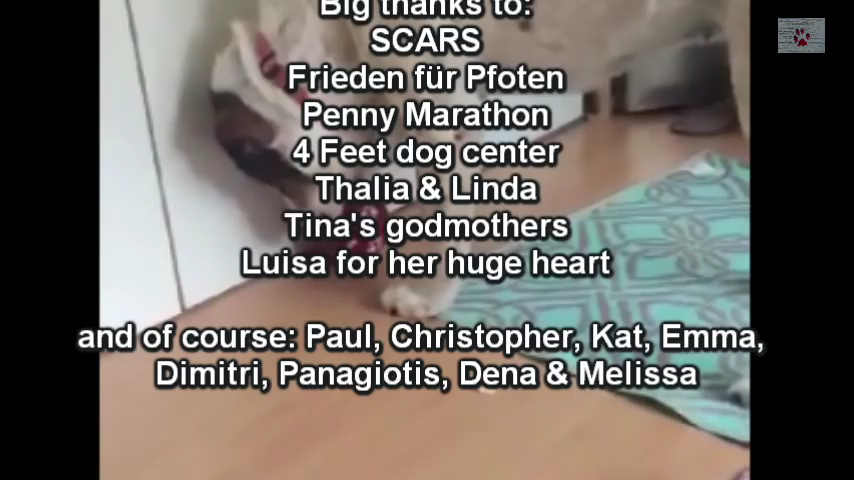 Big thanks to:
SCARS
Frieden für Pfoten
Penny Marathon
4 Feet dog center
Thalia & Linda
Tina's godmothers
Luisa for her huge heart
and of course: Paul, Christopher, Kat, Emma,
Dimitri, Panagiotis, Dena & Melissa